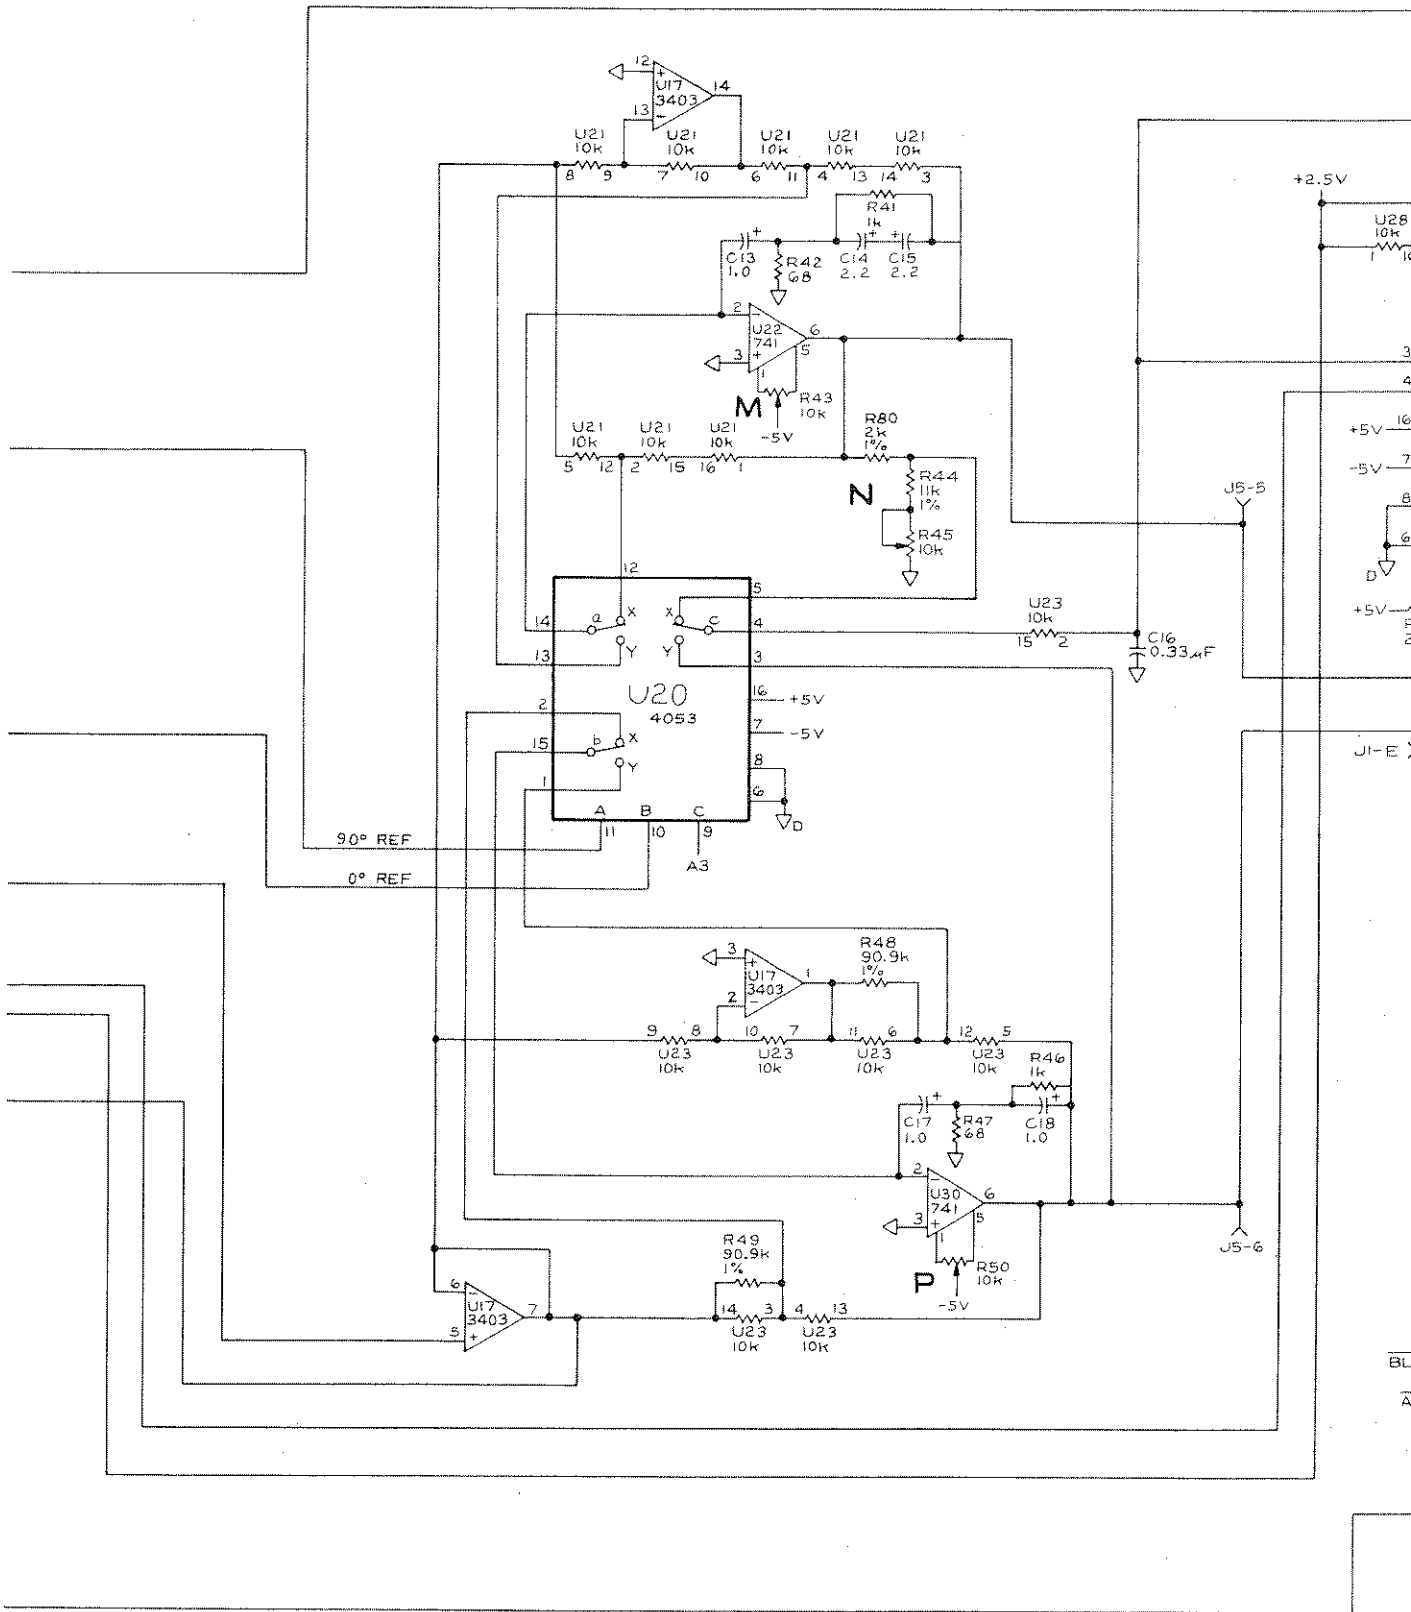 12
+
U17
3403
14
13
-
U21
10k
U21
10k
U21
10k
U21
10k
U21
10k
8 9 7 10 6 11 4 13 14 3
+2.5V
U28
10k
1
R41
1k
+ + +
C13
1.0
R42
68
C14
2.2
C15
2.2
2
-
U22
741
6
5
3
+
1
M
R43
10k
-5V
R80
2k
1%
3
4
U21
10k
U21
10k
U21
10k
5 12 2 15 16 1
+5V 16
-5V 7
N
R44
11k
1%
J5-5
8
R45
10k
6
D
12
5
X X
14 a c 4
U23
10k
15 2
+5V
13 Y Y 3
C16
0.33µF
U20
4053
16 +5V
2
7 -5V
15 b X
Y
8
J1-E
1
6
A B C
D
11 10 9
90° REF
A3
0° REF
3
+
U17
3403
1
2
-
R48
90.9k
1%
9 8 10 7 11 6 12 5
U23
10k
U23
10k
U23
10k
U23
10k
R46
1k
+ +
C17
1.0
R47
68
C18
1.0
2
-
U30
741
6
5
3
+
1
J5-6
R49
90.9k
1%
P
R50
10k
-5V
6
-
U17
3403
7
5
+
14 3 4 13
U23
10k
U23
10k
BL
A